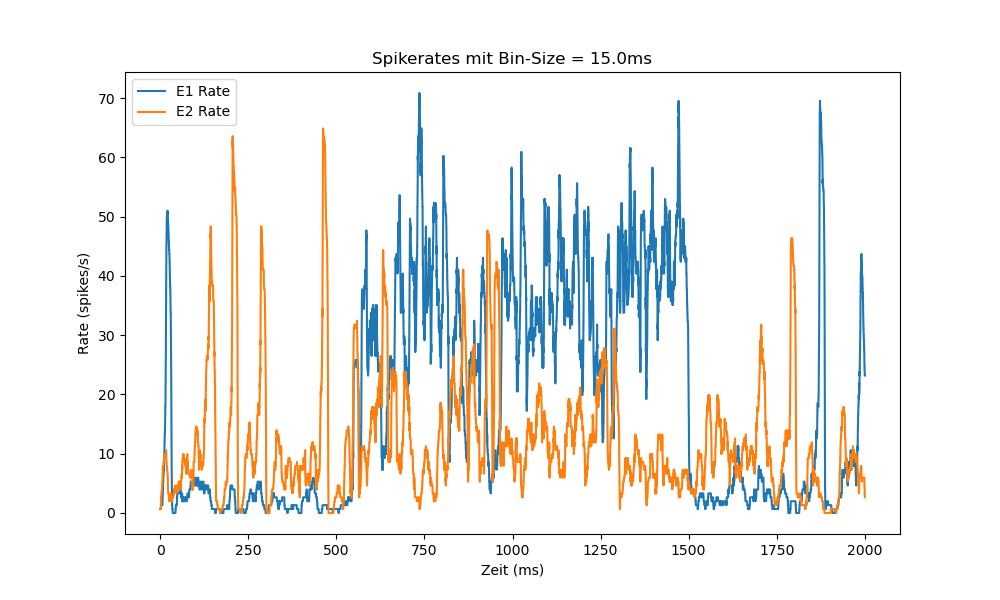 Spikerates mit Bin-Size = 15.0ms
E1 Rate
E2 Rate
70
60
50
40
30
20
10
0
Rate (spikes/s)
0 250 500 750 1000 1250 1500 1750 2000
Zeit (ms)